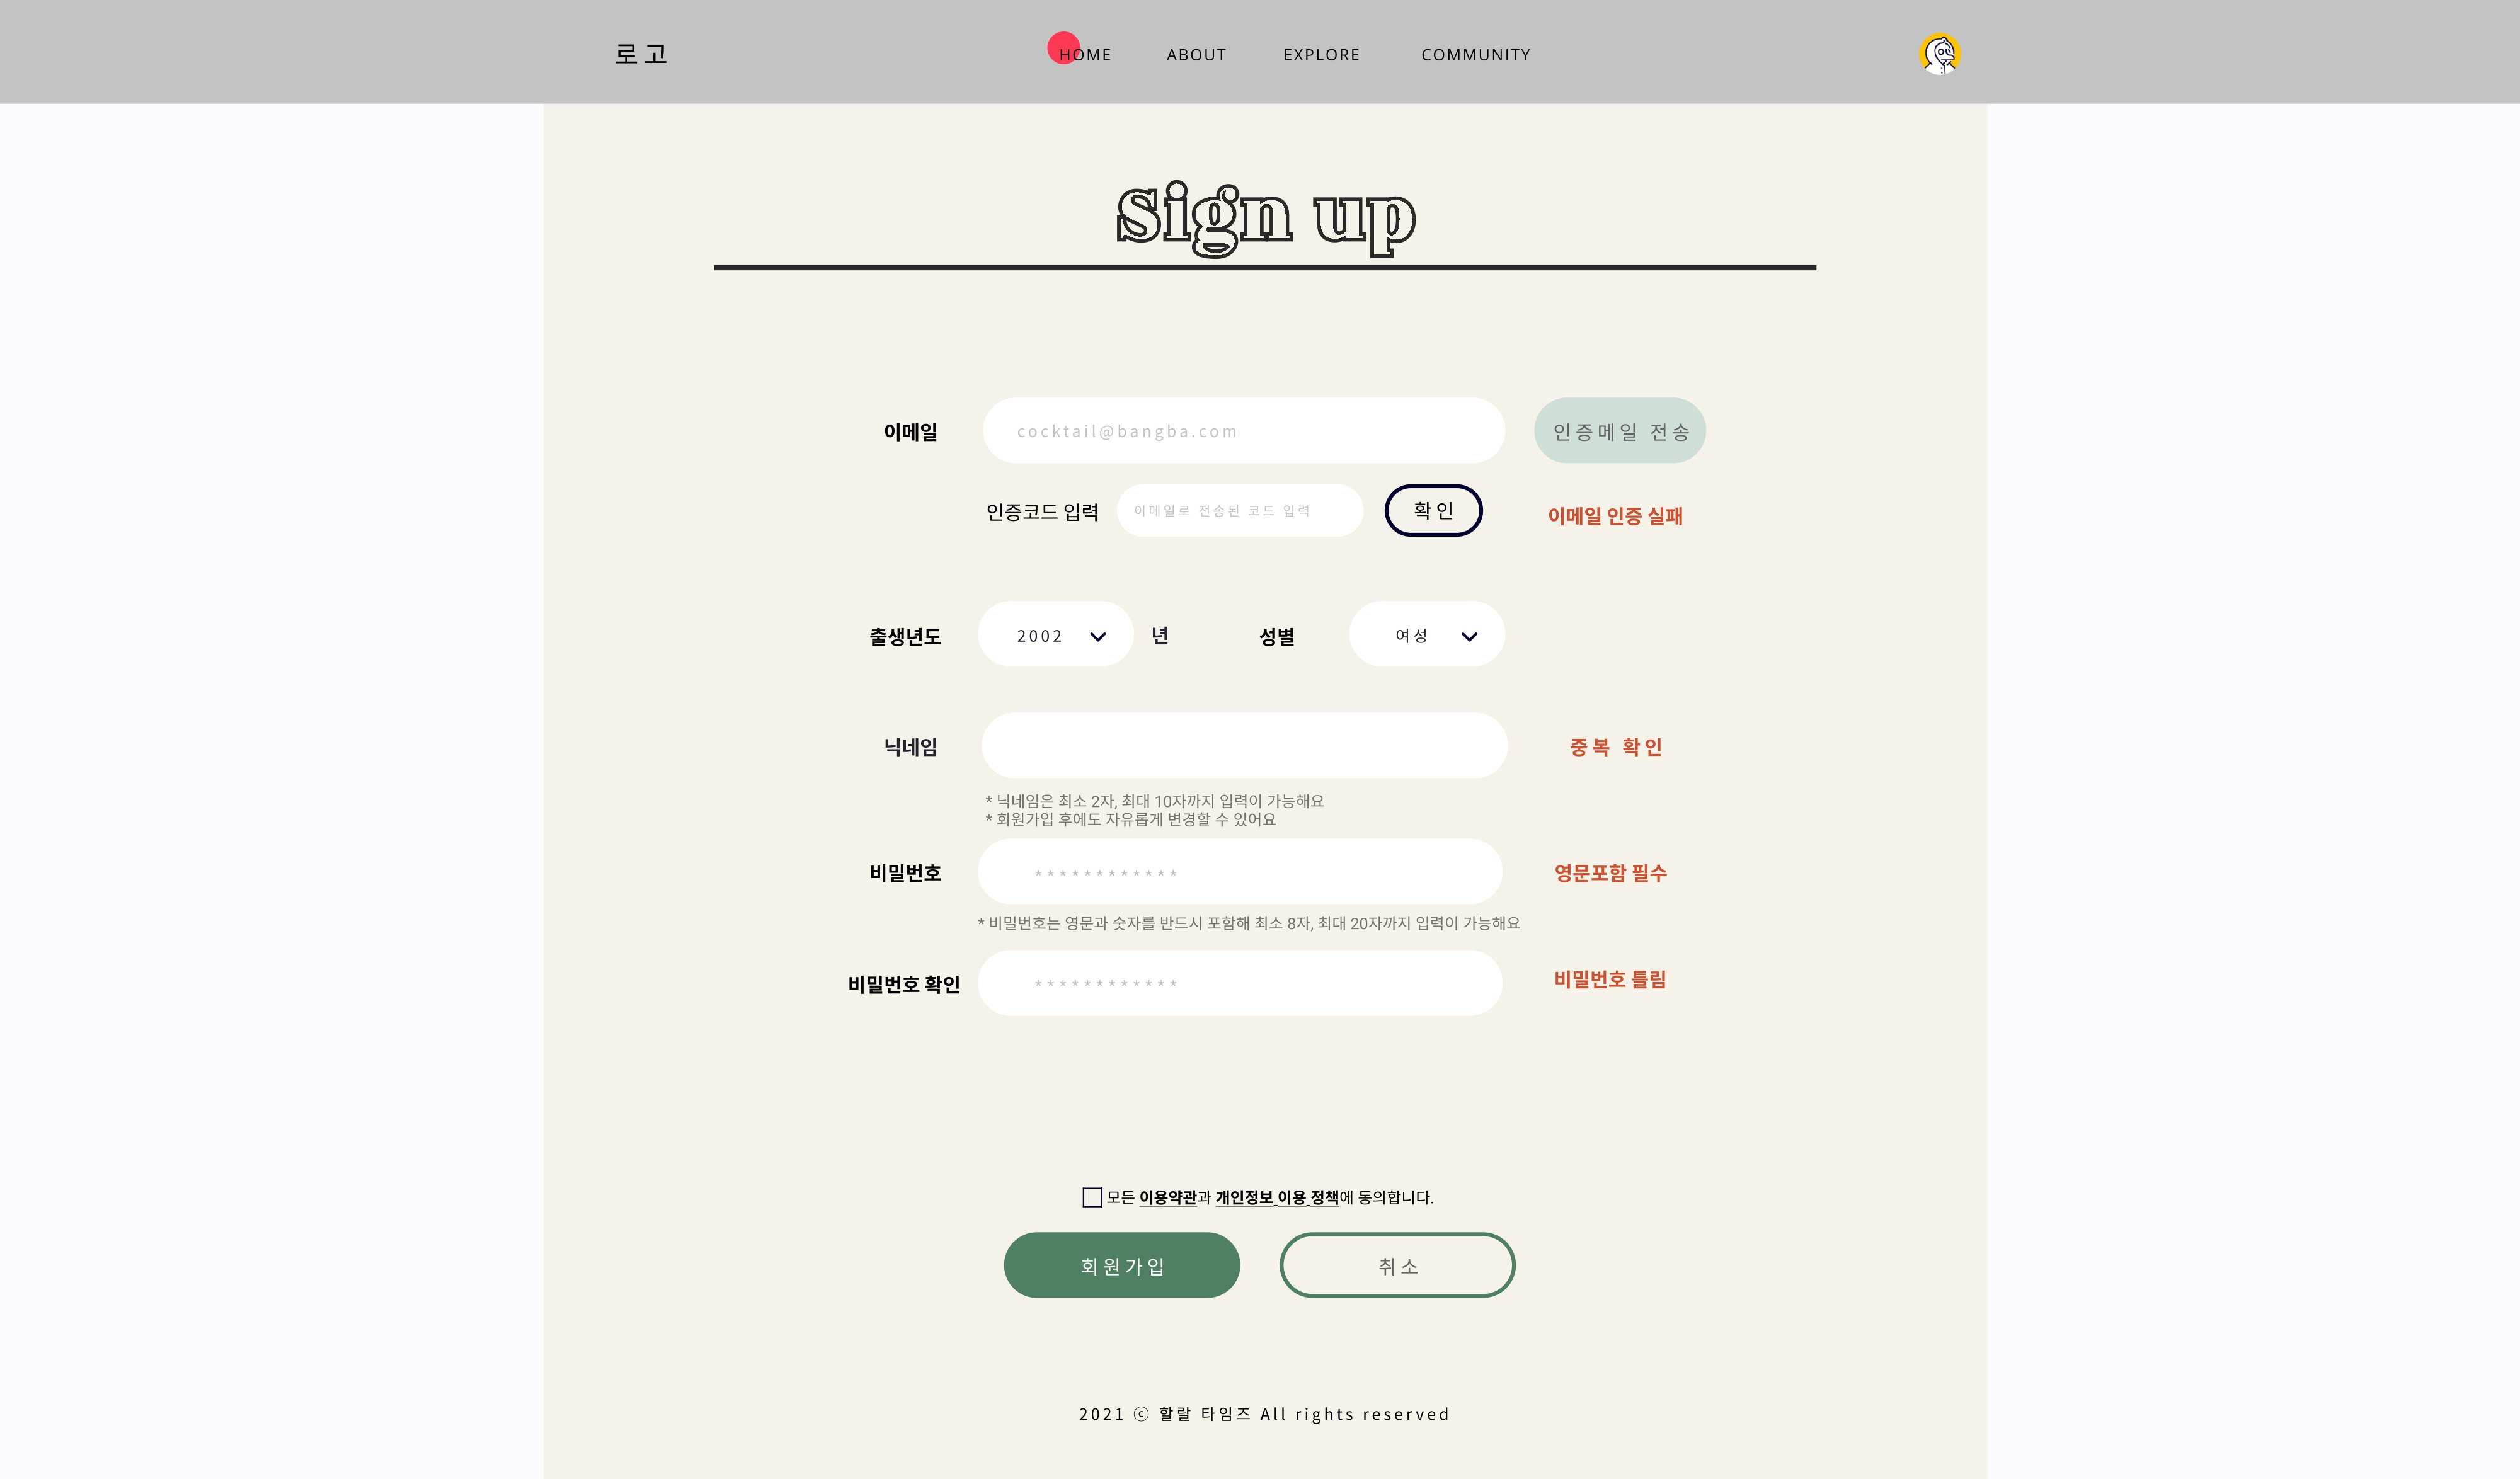 로고
HOME ABOUT EXPLORE COMMUNITY
Sign up
이메일 cocktail@bangba.com 인증메일 전송
인증코드 입력 이메일로 전송된 코드 입력 확인 이메일 인증 실패
출생년도 2002 년 성별 여성
닉네임 중복 확인
* 닉네임은 최소 2자, 최대 10자까지 입력이 가능해요
* 회원가입 후에도 자유롭게 변경할 수 있어요
비밀번호 ************ 영문포함 필수
* 비밀번호는 영문과 숫자를 반드시 포함해 최소 8자, 최대 20자까지 입력이 가능해요
비밀번호 확인 ************ 비밀번호 틀림
모든 이용약관과 개인정보 이용 정책에 동의합니다.
회원가입 취소
2021 ⓒ 할랄 타임즈 All rights reserved